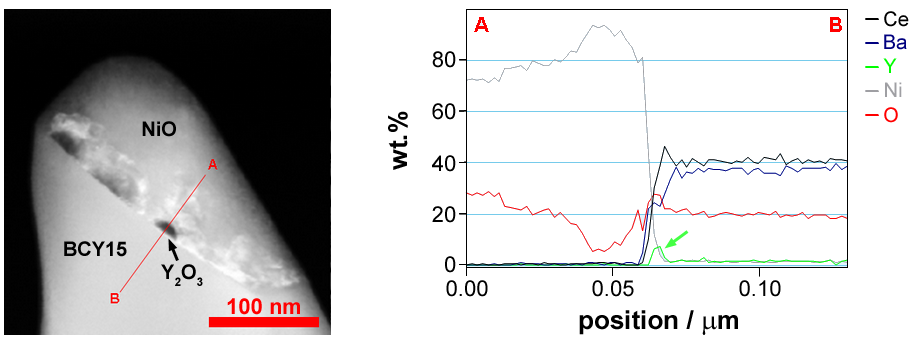 NiO
A
BCY15
Y₂O₃
B
100 nm
A
B
wt.%
80
60
40
20
0
0.00
0.05
0.10
position / μm
Ce
Ba
Y
Ni
O